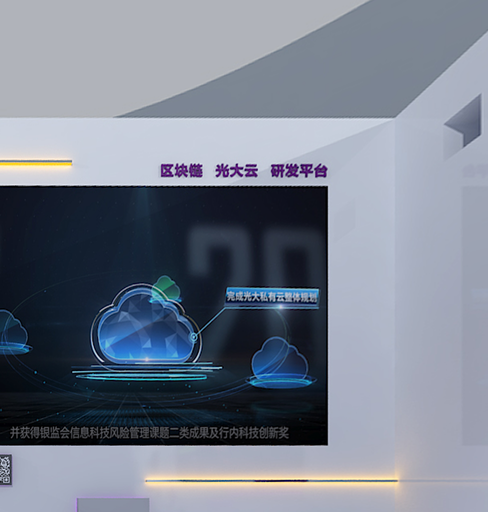 区块链 光大云 研发平台
20
完成光大私有云整体规划
并获得银监会信息科技风险管理课题二类成果及行内科技创新奖